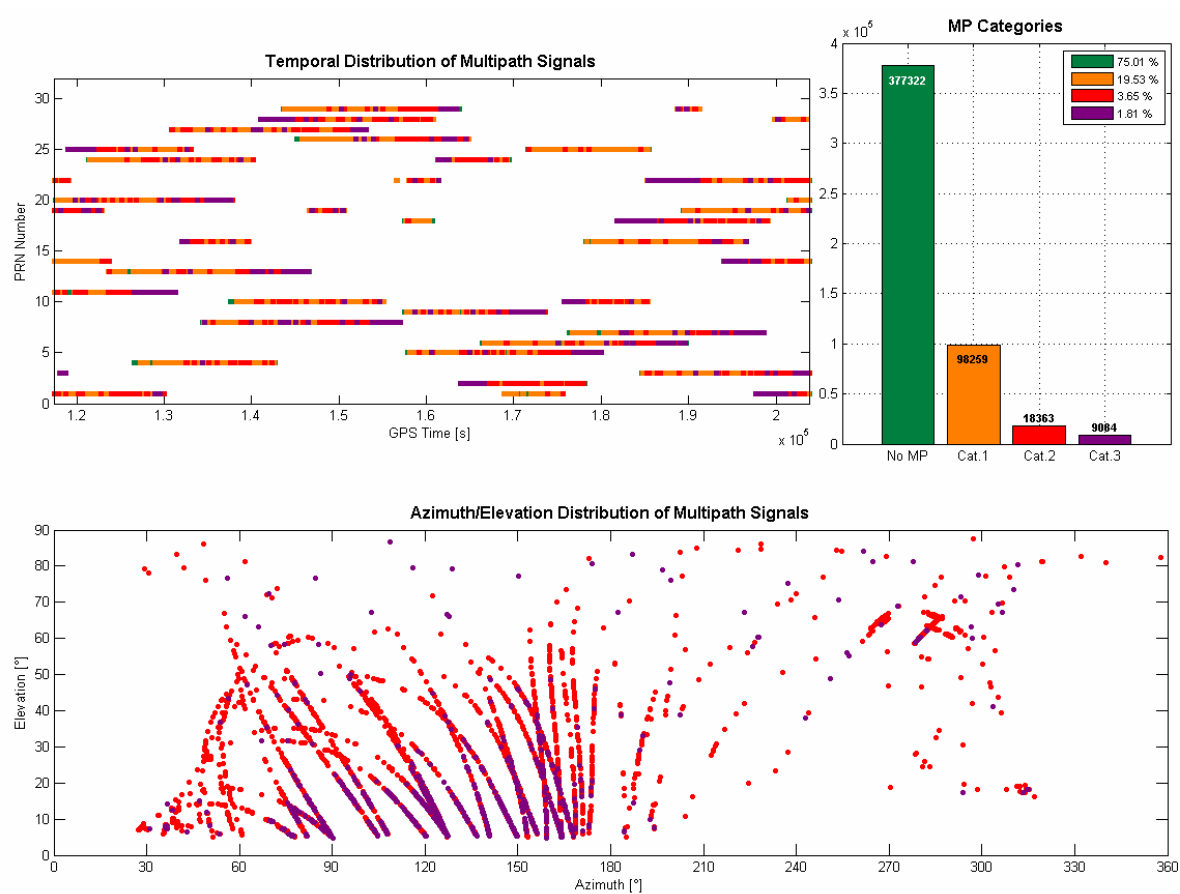 Temporal Distribution of Multipath Signals
30
25
20
15
10
5
0
PRN Number
1.2 1.3 1.4 1.5 1.6 1.7 1.8 1.9 2
GPS Time [s]
x 10^5
MP Categories
x 10^5
4
3.5
3
2.5
2
1.5
1
0.5
0
75.01 %
19.53 %
3.65 %
1.81 %
377322
98259
18363
9084
No MP Cat.1 Cat.2 Cat.3
Azimuth/Elevation Distribution of Multipath Signals
90
80
70
60
50
40
30
20
10
0
Elevation [°]
0 30 60 90 120 150 180 210 240 270 300 330 360
Azimuth [°]